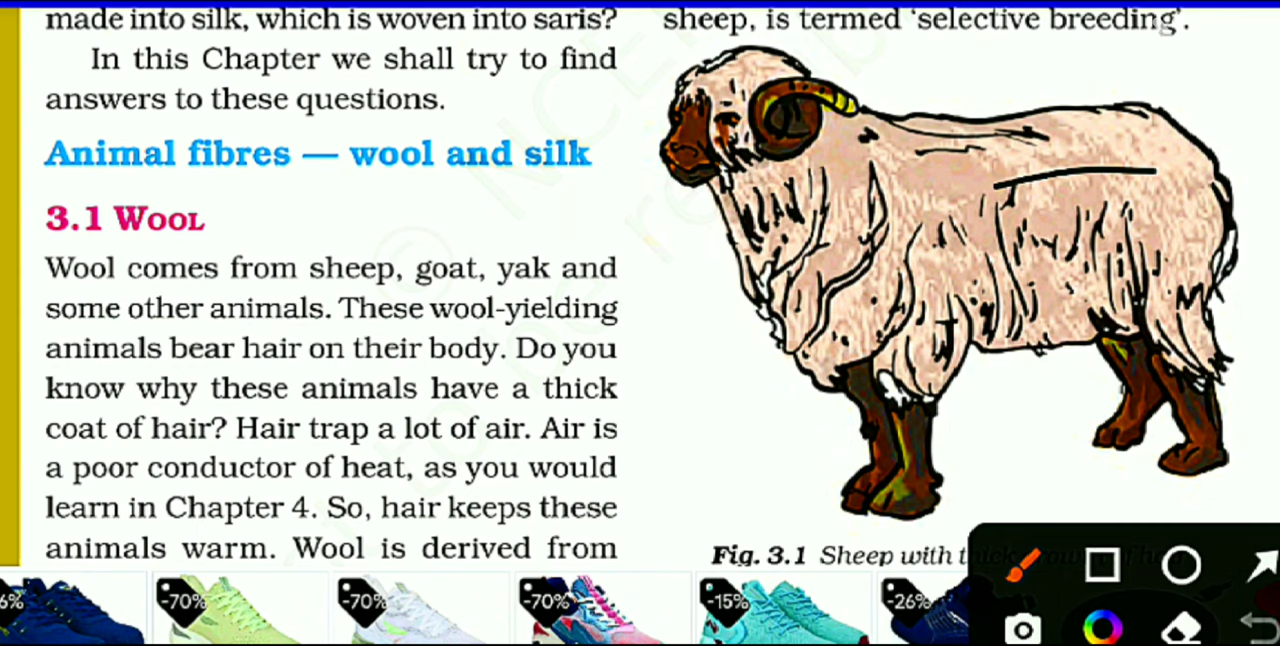 made into silk, which is woven into saris?
In this Chapter we shall try to find
answers to these questions.
Animal fibres — wool and silk
3.1 WOOL
Wool comes from sheep, goat, yak and
some other animals. These wool-yielding
animals bear hair on their body. Do you
know why these animals have a thick
coat of hair? Hair trap a lot of air. Air is
a poor conductor of heat, as you would
learn in Chapter 4. So, hair keeps these
animals warm. Wool is derived from
sheep, is termed ‘selective breeding’.
Fig. 3.1 Sheep with thick
6%
-70%
-70%
-70%
-15%
-26%